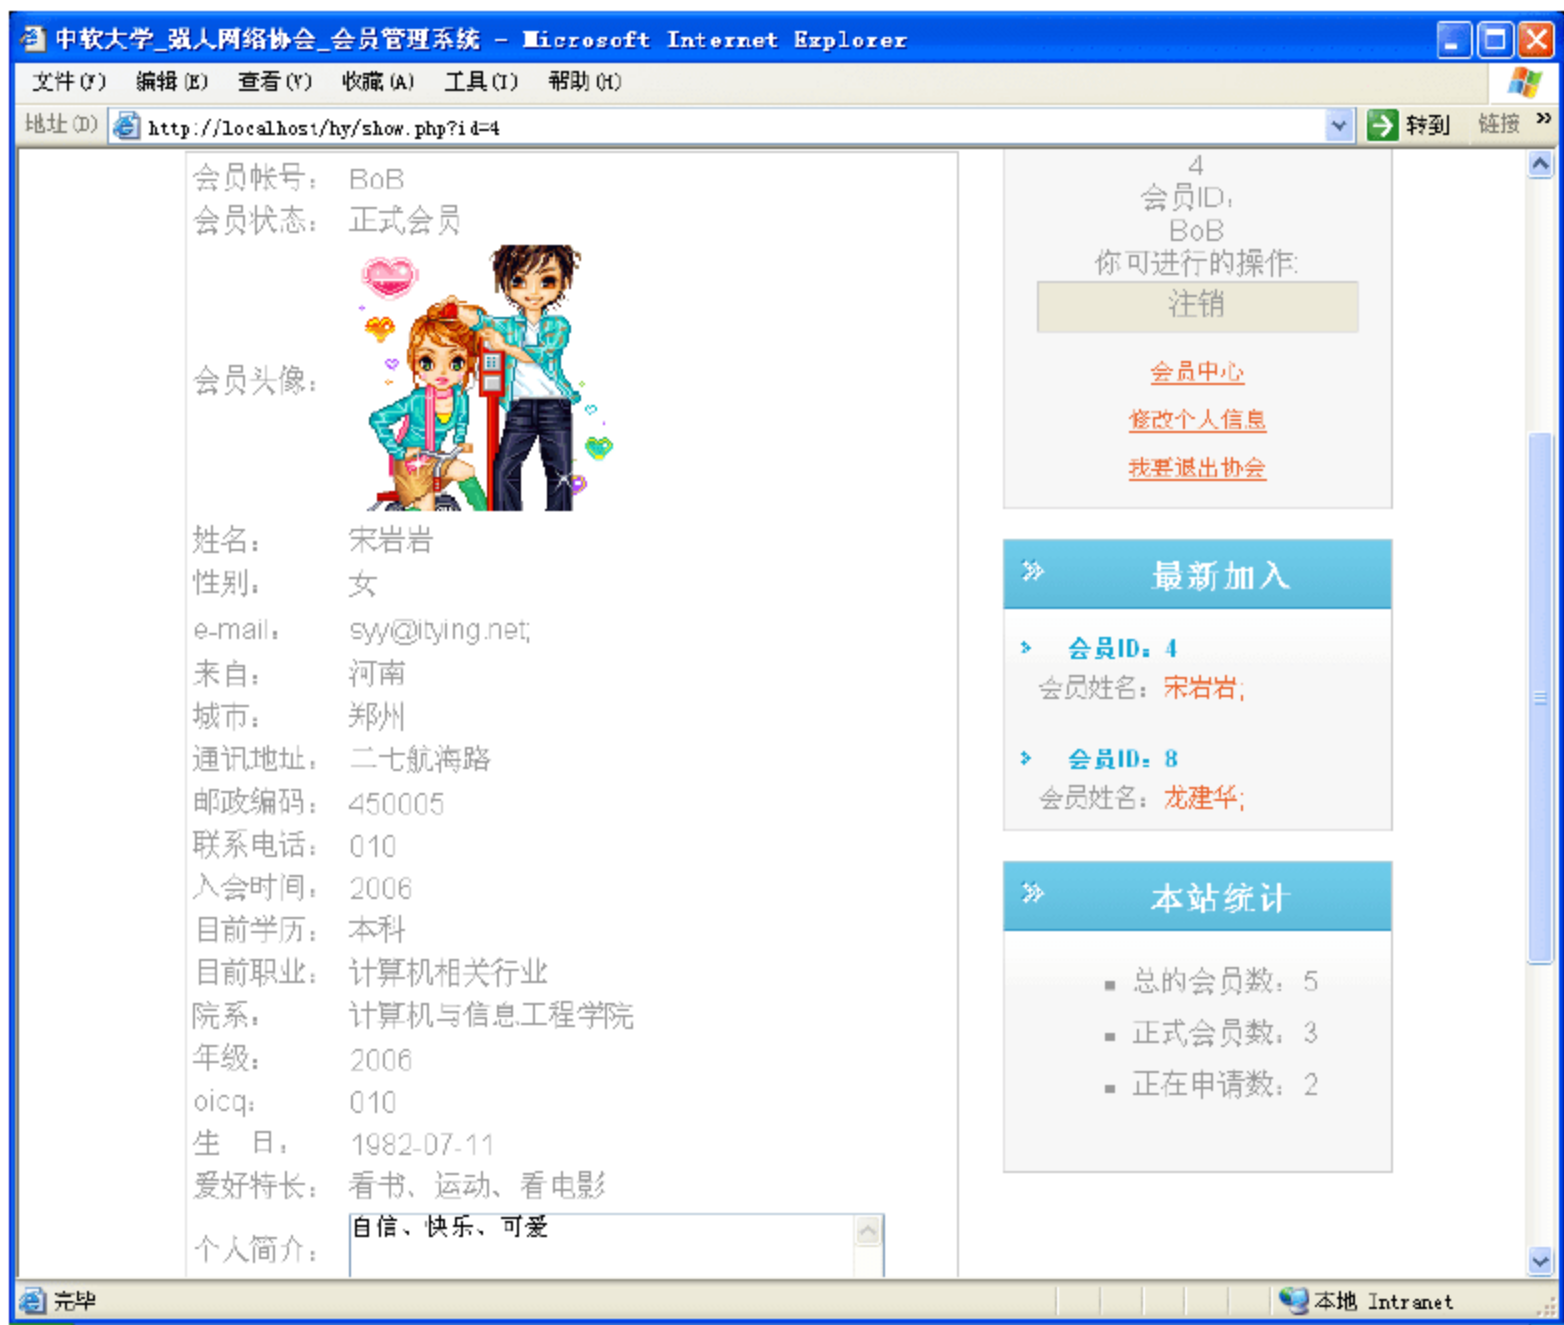 中软大学_强人网络协会_会员管理系统 - Microsoft Internet Explorer
文件(F) 编辑(E) 查看(V) 收藏(A) 工具(T) 帮助(H)
地址(D) http://localhost/hy/show.php?id=4 转到 链接 »
会员帐号： BoB
会员状态： 正式会员
会员头像：
姓名： 宋岩岩
性别： 女
e-mail： syy@itying.net;
来自： 河南
城市： 郑州
通讯地址： 二七航海路
邮政编码： 450005
联系电话： 010
入会时间： 2006
目前学历： 本科
目前职业： 计算机相关行业
院系： 计算机与信息工程学院
年级： 2006
oicq： 010
生 日： 1982-07-11
爱好特长： 看书、运动、看电影
个人简介： 自信、快乐、可爱
4
会员ID：
BoB
你可进行的操作:
注销
会员中心
修改个人信息
我要退出协会
最新加入
会员ID：4
会员姓名：宋岩岩;
会员ID：8
会员姓名：龙建华;
本站统计
总的会员数：5
正式会员数：3
正在申请数：2
完毕
本地 Intranet